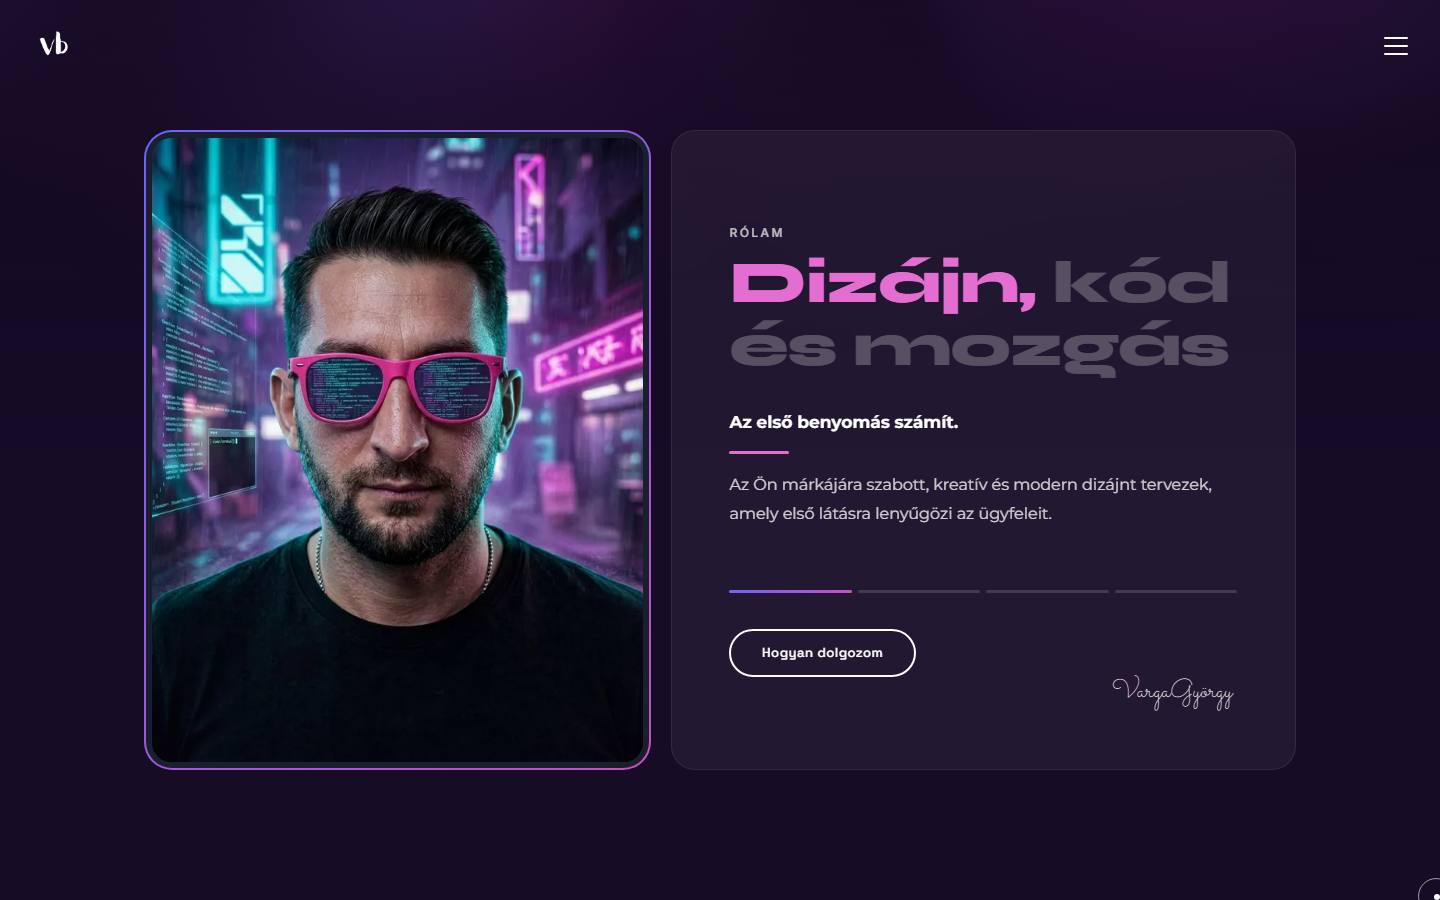 vb
RÓLAM
Dizájn, kód
és mozgás
Az első benyomás számít.
Az Ön márkájára szabott, kreatív és modern dizájnt tervezek,
amely első látásra lenyűgözi az ügyfeleit.
Hogyan dolgozom
VargaGyörgy